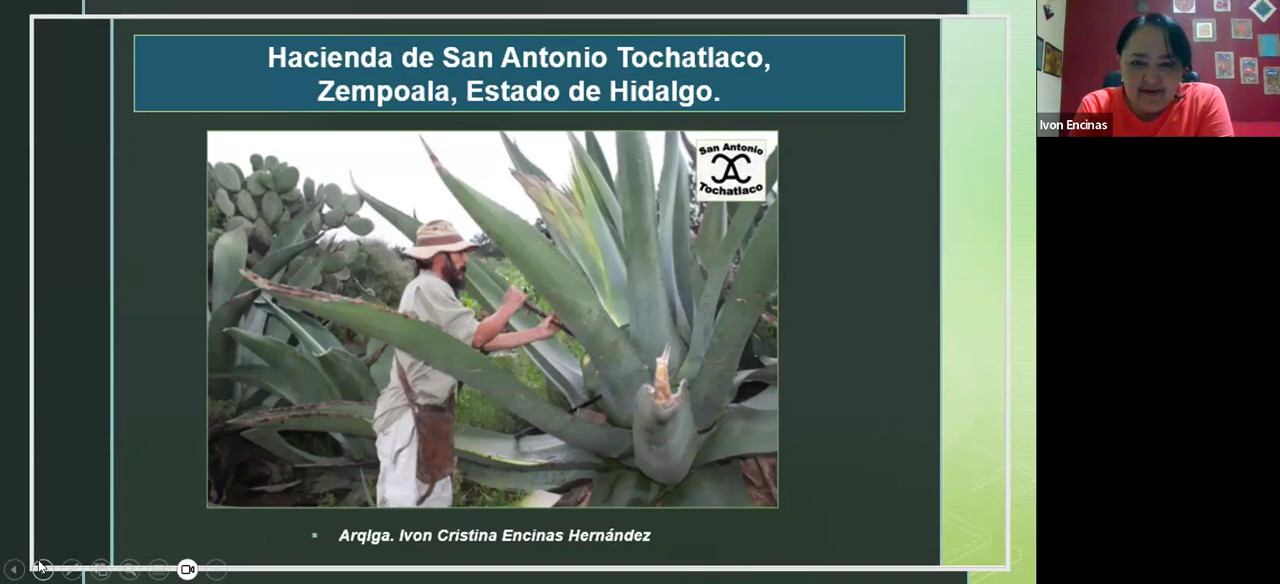 Hacienda de San Antonio Tochatlaco,
Zempoala, Estado de Hidalgo.
San Antonio
Tochatlaco
Arqlga. Ivon Cristina Encinas Hernández
Ivon Encinas